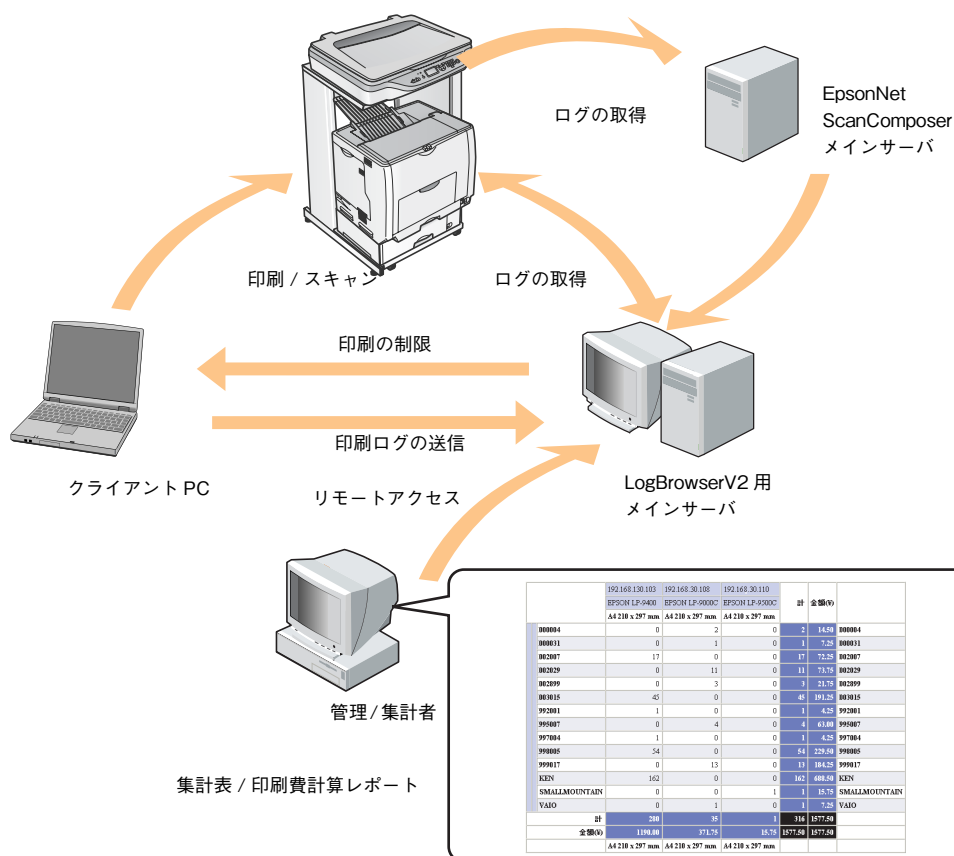 ログの取得
EpsonNet
ScanComposer
メインサーバ
印刷 / スキャン
ログの取得
印刷の制限
印刷ログの送信
クライアント PC
リモートアクセス
LogBrowserV2 用
メインサーバ
管理/集計者
集計表 / 印刷費計算レポート
192.168.130.103 192.168.30.108 192.168.30.110
EPSON LP-9400 EPSON LP-9000C EPSON LP-9500C 計 金額(¥)
A4 210 x 297 mm A4 210 x 297 mm A4 210 x 297 mm
000004 0 2 0 2 14.50 000004
000031 0 1 0 1 7.25 000031
002007 17 0 0 17 72.25 002007
002029 0 11 0 11 73.75 002029
002899 0 3 0 3 21.75 002899
003015 45 0 0 45 191.25 003015
992001 1 0 0 1 4.25 992001
995007 0 4 0 4 63.00 995007
997004 1 0 0 1 4.25 997004
998005 54 0 0 54 229.50 998005
999017 0 13 0 13 184.25 999017
KEN 162 0 0 162 688.50 KEN
SMALLMOUNTAIN 0 0 1 1 15.75 SMALLMOUNTAIN
VAIO 0 1 0 1 7.25 VAIO
計 280 35 1 316 1577.50
金額(¥) 1190.00 371.75 15.75 1577.50 1577.50
A4 210 x 297 mm A4 210 x 297 mm A4 210 x 297 mm